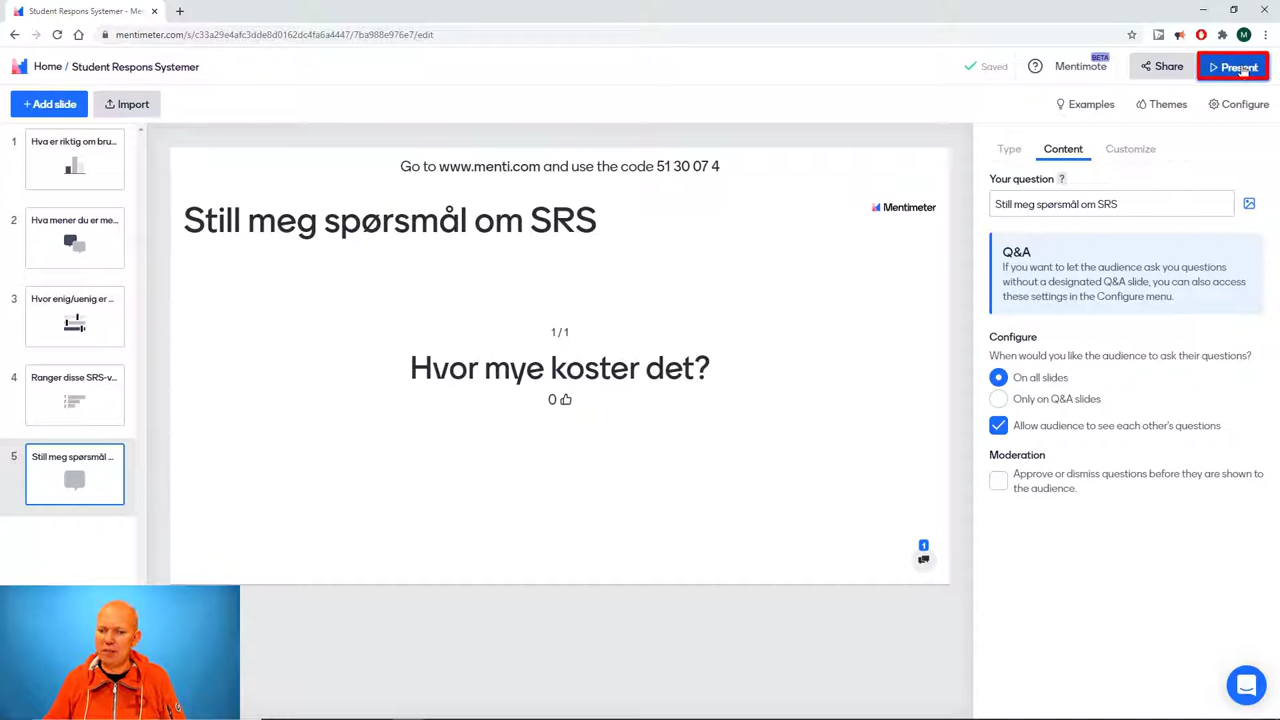 Student Respons Systemer - Me
mentimeter.com/s/c33a29e4afc3dde8d0162dc4fa6a4447/7ba988e976e7/edit
M
Home / Student Respons Systemer
Saved
Mentimote
BETA
Share
Present
+ Add slide
Import
Examples
Themes
Configure
1
Hva er riktig om bru...
2
Hva mener du er me...
3
Hvor enig/uenig er ...
4
Ranger disse SRS-v...
5
Still meg spørsmål ...
Go to www.menti.com and use the code 51 30 07 4
Still meg spørsmål om SRS
Mentimeter
1 / 1
Hvor mye koster det?
0
1
Type
Content
Customize
Your question ?
Still meg spørsmål om SRS
Q&A
If you want to let the audience ask you questions
without a designated Q&A slide, you can also access
these settings in the Configure menu.
Configure
When would you like the audience to ask their questions?
On all slides
Only on Q&A slides
Allow audience to see each other's questions
Moderation
Approve or dismiss questions before they are shown to
the audience.